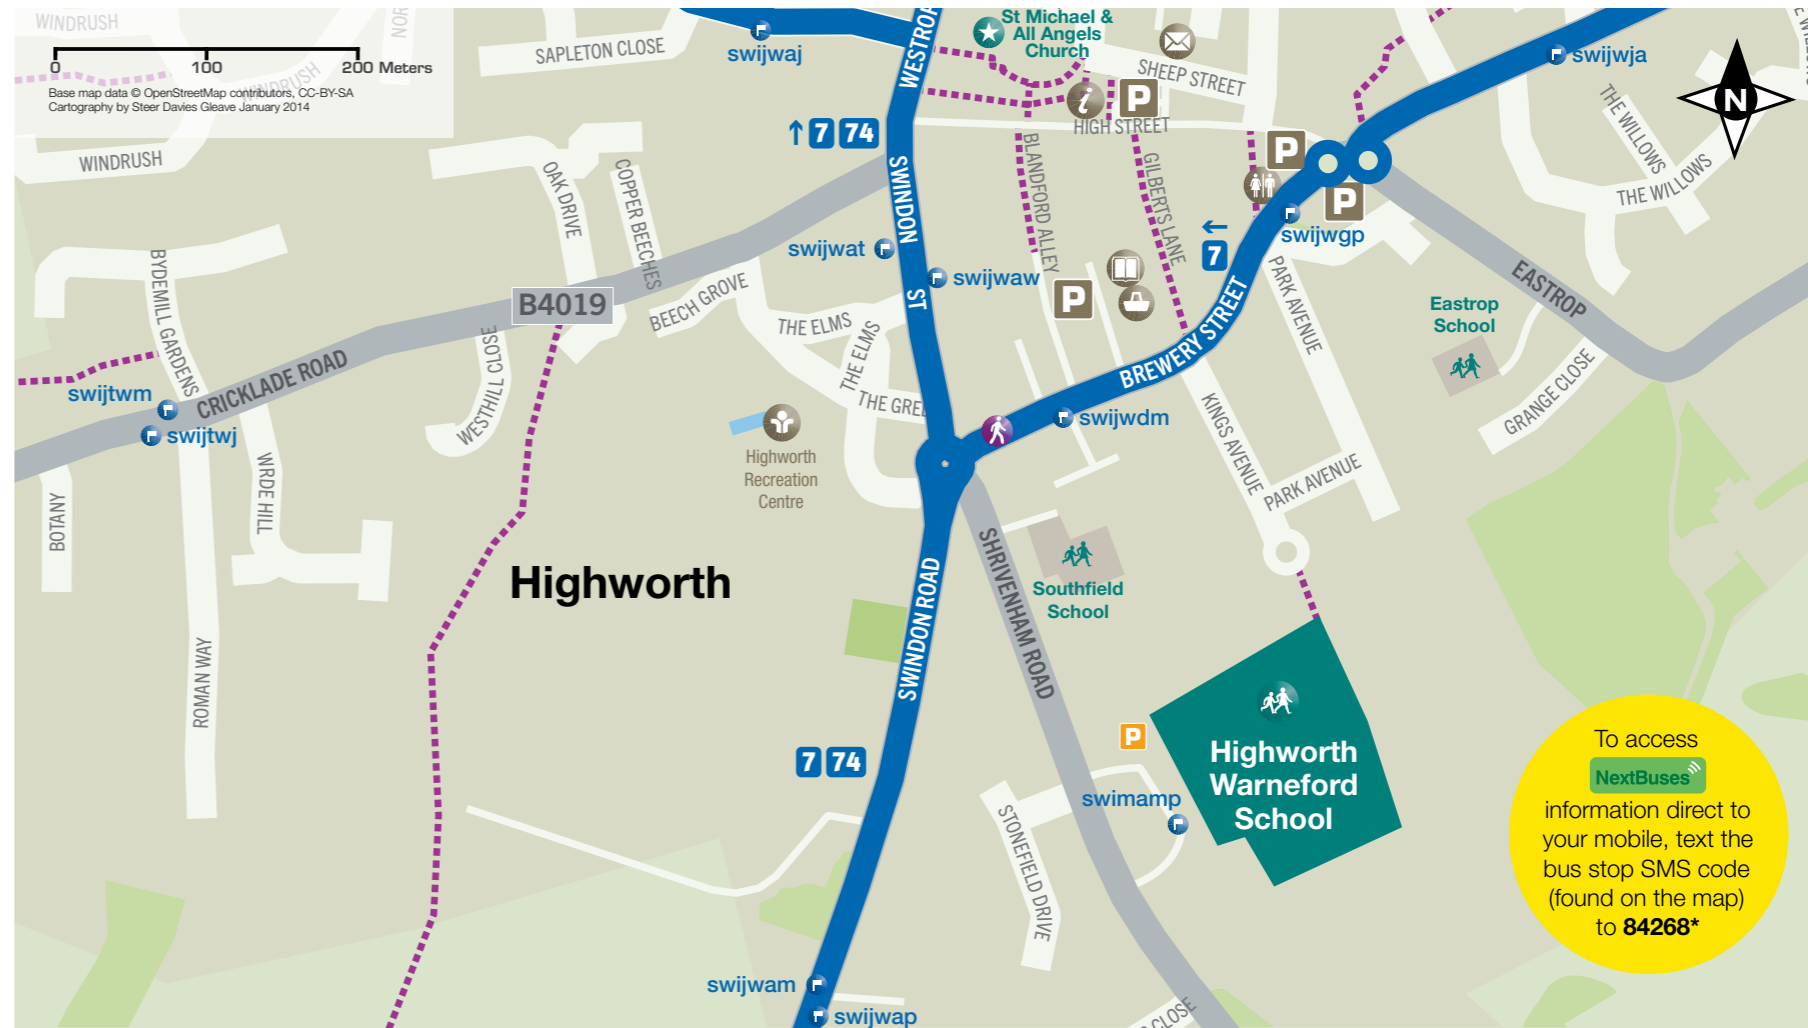 WINDRUSH
NOR
0 100 200 Meters
WINDRUSH
Base map data © OpenStreetMap contributors, CC-BY-SA
Cartography by Steer Davies Gleave January 2014
WINDRUSH
SAPLETON CLOSE
swijwaj
WESTROP
St Michael &
All Angels
Church
SHEEP STREET
i
P
HIGH STREET
swijwja
N
THE WILLOWS
THE WILLOWS
↑ 7 74
SWINDON ST
OAK DRIVE
COPPER BEECHES
BLANDFORD ALLEY
GILBERTS LANE
P
P
swijwgp
← 7
swijwat
swijwaw
BYDEMILL GARDENS
B4019
BEECH GROVE
THE ELMS
THE ELMS
THE GREE
P
BREWERY STREET
PARK AVENUE
EASTROP
Eastrop
School
GRANGE CLOSE
CRICKLADE ROAD
WESTHILL CLOSE
swijtwm
swijtwj
swijwdm
KINGS AVENUE
PARK AVENUE
Highworth
Recreation
Centre
BOTANY
WRDE HILL
ROMAN WAY
Highworth
SWINDON ROAD
SHRIVENHAM ROAD
Southfield
School
7 74
P
swimamp
Highworth
Warneford
School
STONEFIELD DRIVE
swijwam
swijwap
CLOSE
To access
NextBuses
information direct to
your mobile, text the
bus stop SMS code
(found on the map)
to 84268*